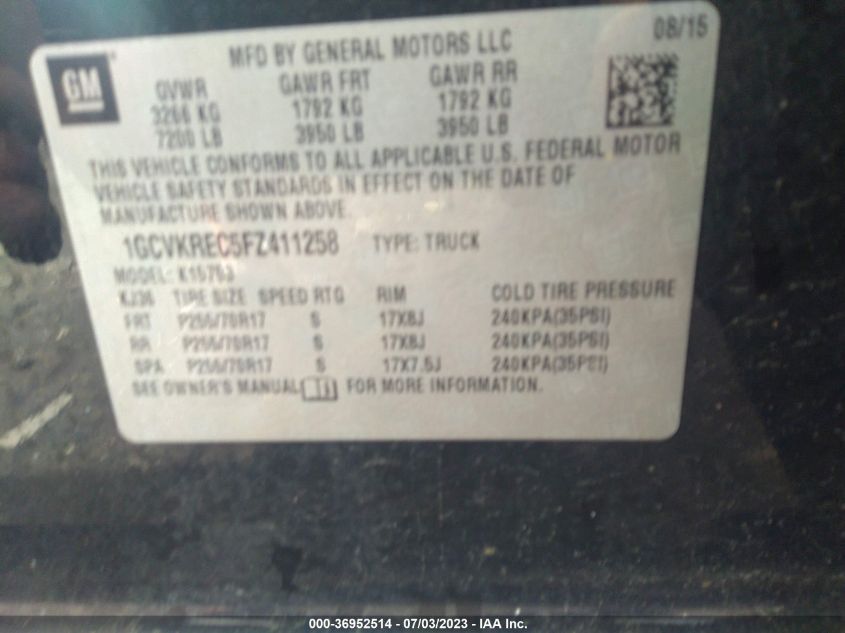 GM
MFD BY GENERAL MOTORS LLC 08/15
GVWR GAWR FRT GAWR RR
3266 KG 1792 KG 1792 KG
7200 LB 3950 LB 3950 LB
THIS VEHICLE CONFORMS TO ALL APPLICABLE U.S. FEDERAL MOTOR
VEHICLE SAFETY STANDARDS IN EFFECT ON THE DATE OF
MANUFACTURE SHOWN ABOVE.
1GCVKREC5FZ411258 TYPE: TRUCK
MODEL: K15753
TIRE SIZE SPEED RTG RIM COLD TIRE PRESSURE
FRT P255/70R17 S 17X8J 240KPA(35PSI)
RR P255/70R17 S 17X8J 240KPA(35PSI)
SPA P255/70R17 S 17X7.5J 240KPA(35PSI)
SEE OWNER'S MANUAL FOR MORE INFORMATION.
000-36952514 - 07/03/2023 - IAA Inc.